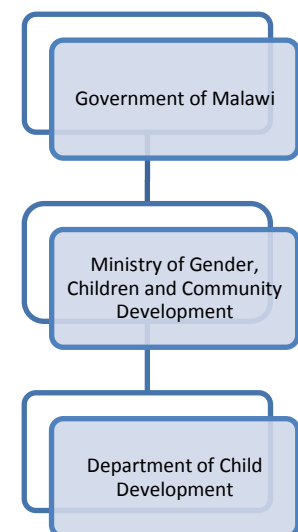 Government of Malawi
Ministry of Gender,
Children and Community
Development
Department of Child
Development